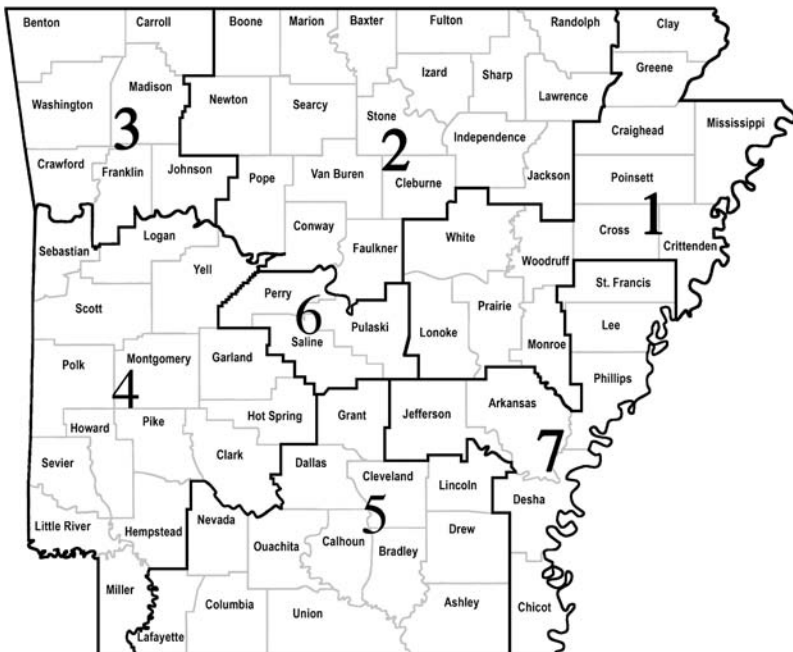 Benton
Carroll
Boone
Marion
Baxter
Fulton
Randolph
Clay
Washington
Madison
Newton
Searcy
Stone
Izard
Sharp
Lawrence
Greene
3
2
Independence
Craighead
Mississippi
Crawford
Franklin
Johnson
Pope
Van Buren
Cleburne
Jackson
Poinsett
1
Sebastian
Logan
Conway
Faulkner
White
Woodruff
Cross
Crittenden
Yell
Scott
Perry
6
Pulaski
Saline
Lonoke
Prairie
Monroe
St. Francis
Lee
Phillips
Polk
Montgomery
Garland
4
Hot Spring
Grant
Jefferson
Arkansas
Howard
Pike
Clark
Dallas
Cleveland
Lincoln
7
Desha
Sevier
5
Little River
Hempstead
Nevada
Ouachita
Calhoun
Bradley
Drew
Miller
Lafayette
Columbia
Union
Ashley
Chicot